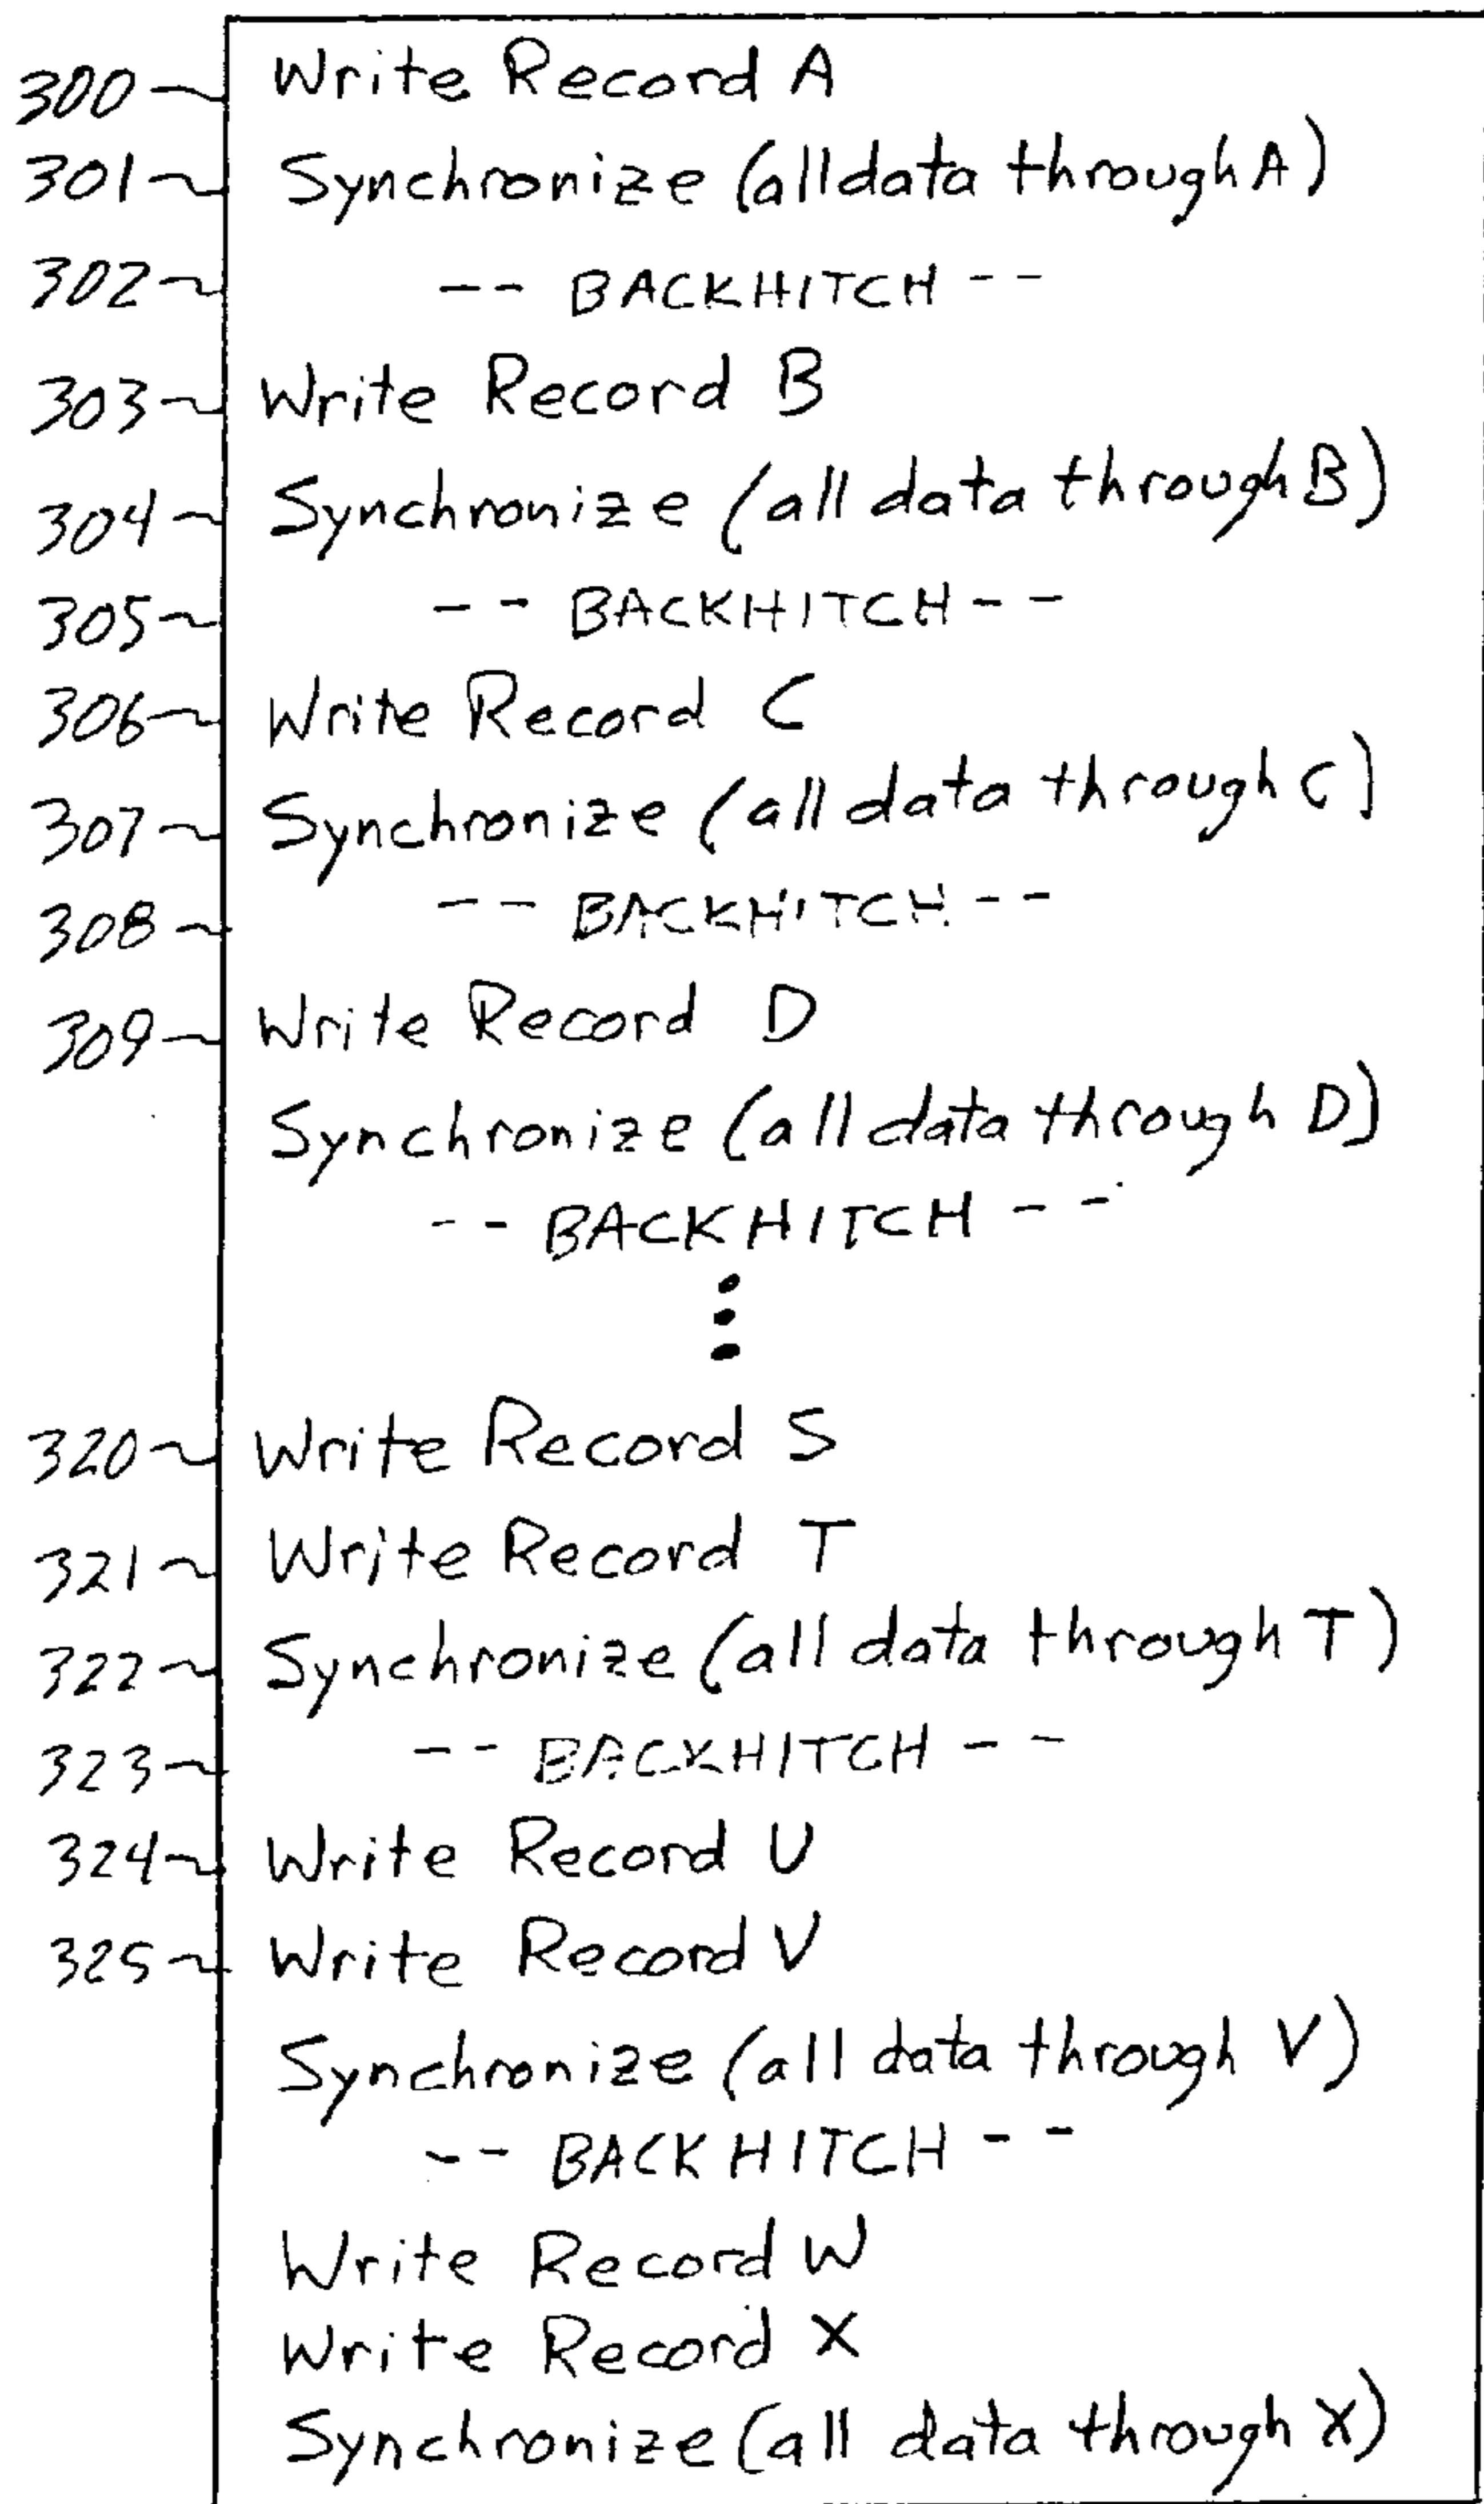 300 Write Record A
301 Synchronize (all data through A)
302 -- BACKHITCH --
303 Write Record B
304 Synchronize (all data through B)
305 -- BACKHITCH --
306 Write Record C
307 Synchronize (all data through C)
308 -- BACKHITCH --
309 Write Record D
Synchronize (all data through D)
-- BACKHITCH --
⋮
320 Write Record S
321 Write Record T
322 Synchronize (all data through T)
323 -- BACKHITCH --
324 Write Record U
325 Write Record V
Synchronize (all data through V)
-- BACKHITCH --
Write Record W
Write Record X
Synchronize (all data through X)